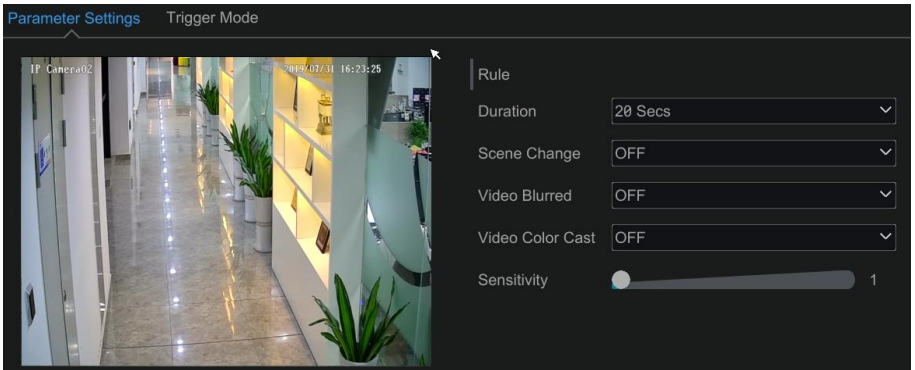 Parameter Settings Trigger Mode
IP Camera02 2019/07/31 16:23:25
Rule
Duration 20 Secs
Scene Change OFF
Video Blurred OFF
Video Color Cast OFF
Sensitivity 1